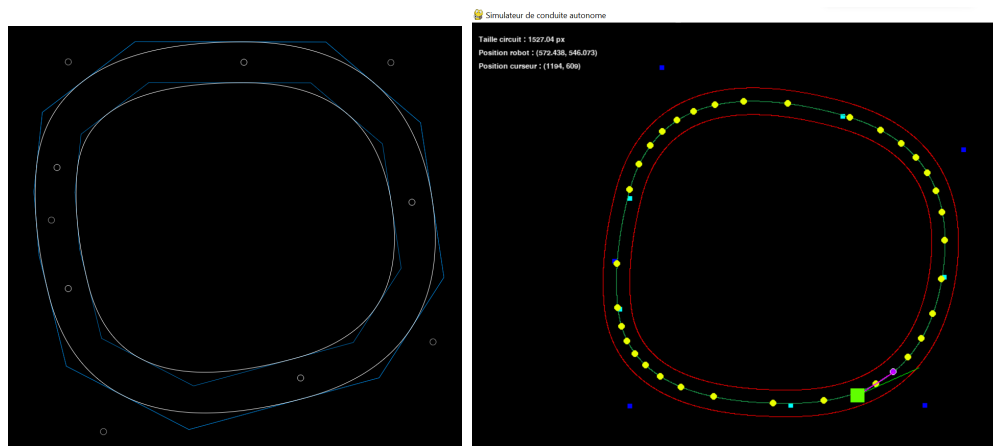 Simulateur de conduite autonome
Taille circuit : 1527.04 px
Position robot : (572.438, 546.073)
Position curseur : (1194, 609)